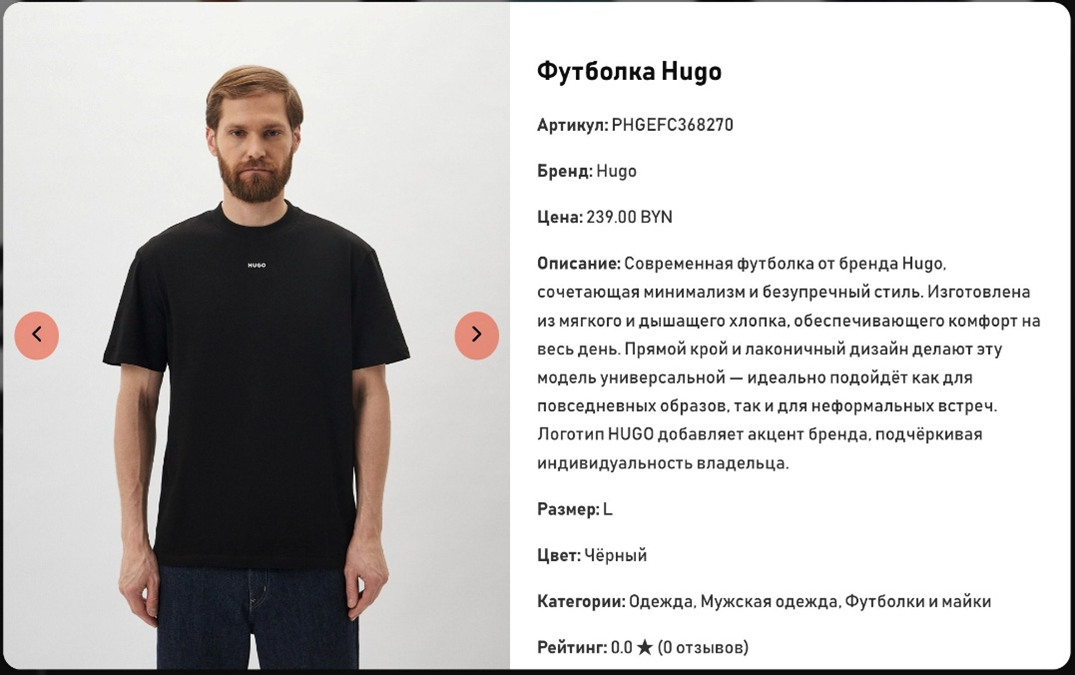 Футболка Hugo
Артикул: PHGEFC368270
Бренд: Hugo
Цена: 239.00 BYN
Описание: Современная футболка от бренда Hugo,
сочетающая минимализм и безупречный стиль. Изготовлена
из мягкого и дышащего хлопка, обеспечивающего комфорт на
весь день. Прямой крой и лаконичный дизайн делают эту
модель универсальной — идеально подойдёт как для
повседневных образов, так и для неформальных встреч.
Логотип HUGO добавляет акцент бренда, подчёркивая
индивидуальность владельца.
Размер: L
Цвет: Чёрный
Категории: Одежда, Мужская одежда, Футболки и майки
Рейтинг: 0.0 ★ (0 отзывов)
HUGO